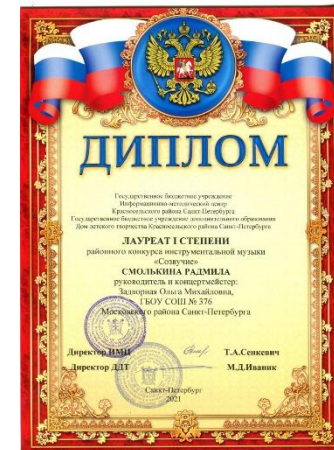 ДИПЛОМ
Государственное бюджетное учреждение
Информационно-методический центр
Красносельского района Санкт-Петербурга
Государственное бюджетное учреждение дополнительного образования
Дом детского творчества Красносельского района Санкт-Петербурга
ЛАУРЕАТ I СТЕПЕНИ
районного конкурса инструментальной музыки
«Созвучие»
СМОЛЬКИНА РАДМИЛА
руководитель и концертмейстер:
Задворная Ольга Михайловна,
ГБОУ СОШ № 376
Московского района Санкт-Петербурга
Директор ИМЦ Т.А.Сенкевич
Директор ДДТ М.Д.Иваник
Санкт-Петербург
2021